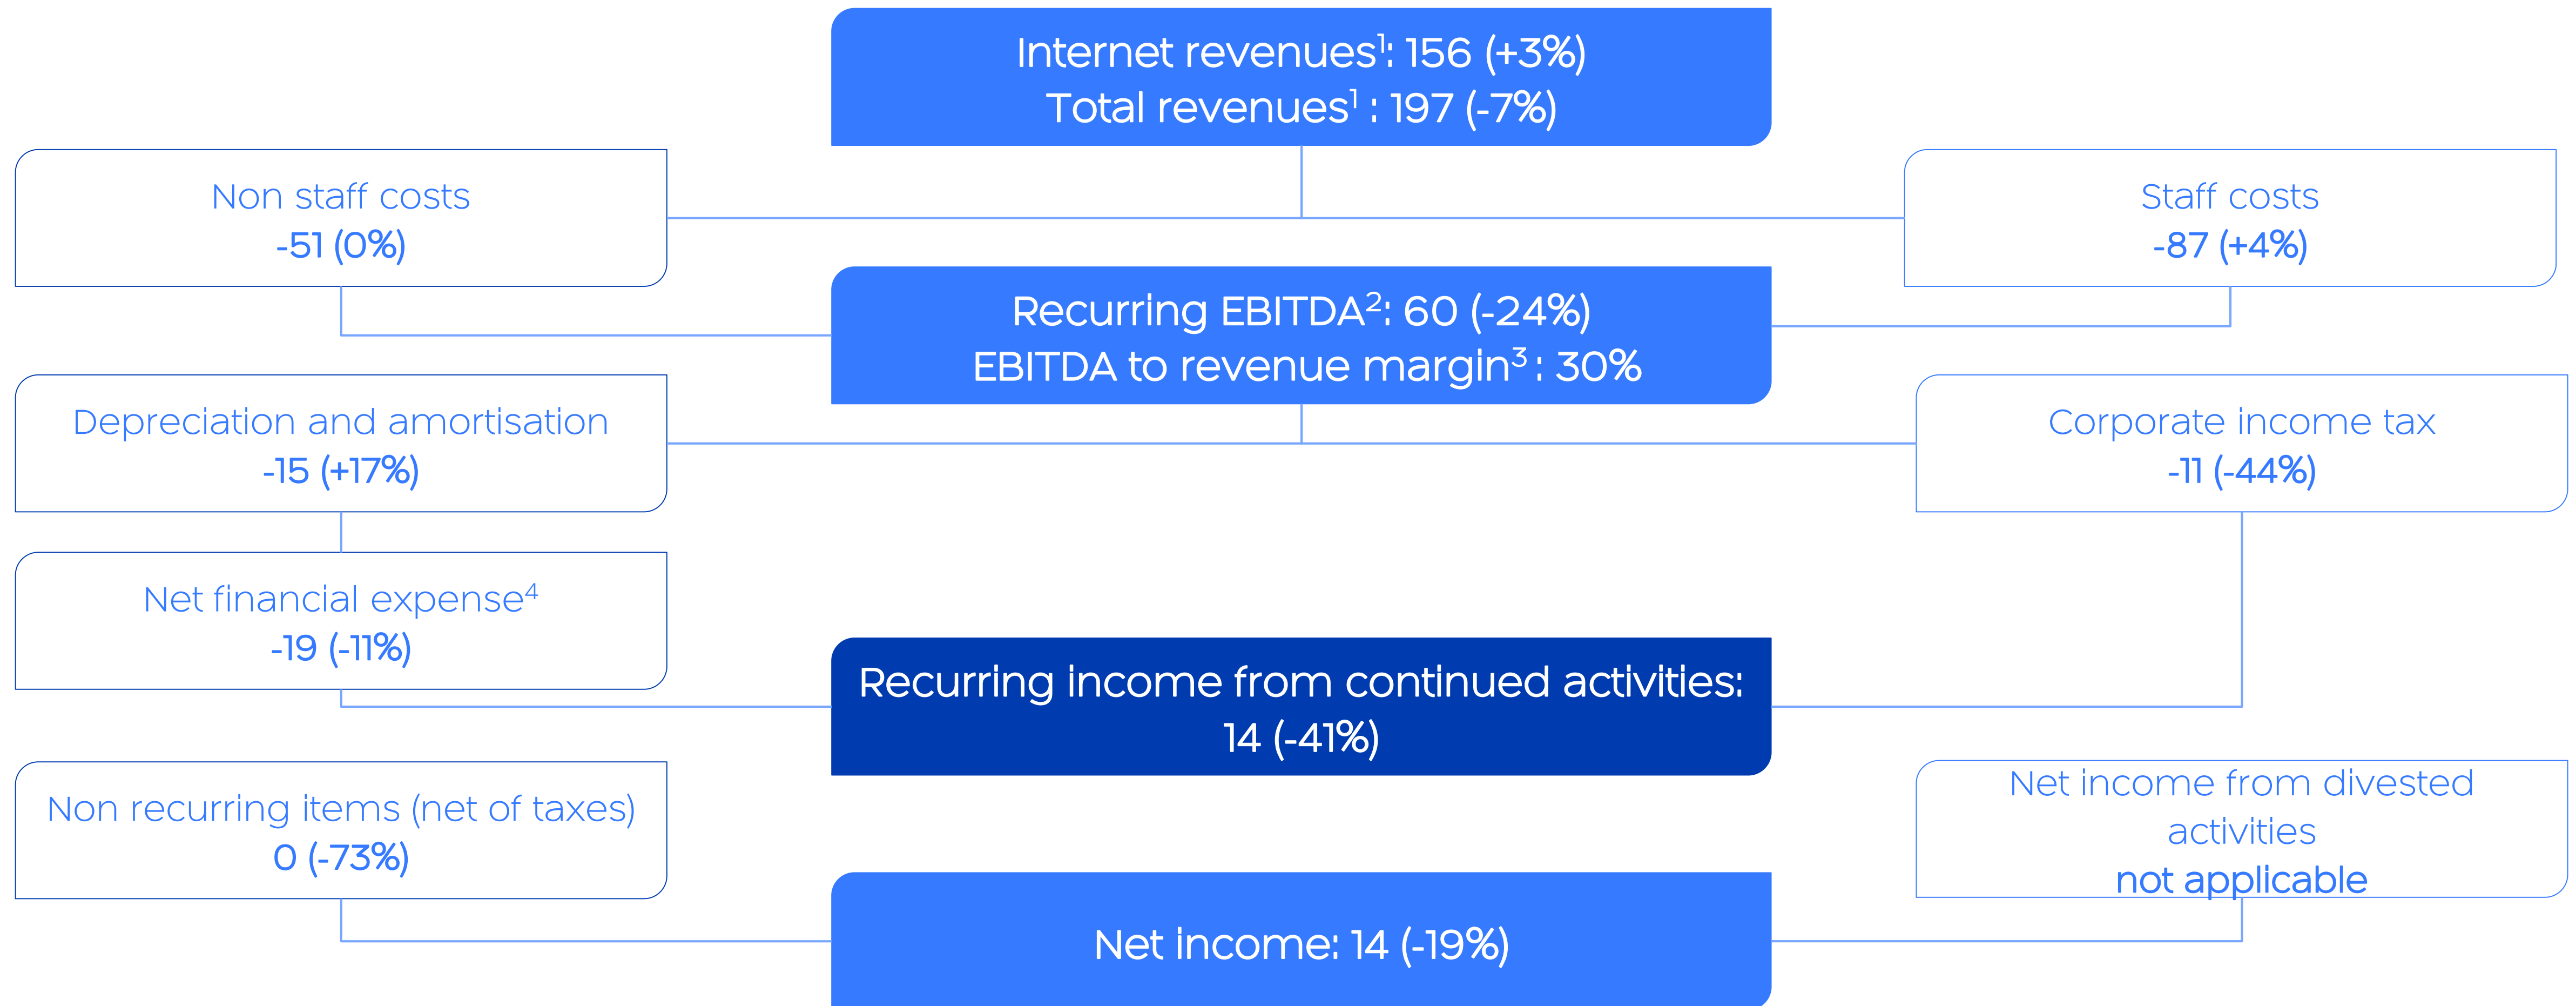 Internet revenues¹: 156 (+3%)
Total revenues¹ : 197 (-7%)
Non staff costs
-51 (0%)
Staff costs
-87 (+4%)
Recurring EBITDA²: 60 (-24%)
EBITDA to revenue margin³ : 30%
Depreciation and amortisation
-15 (+17%)
Corporate income tax
-11 (-44%)
Net financial expense⁴
-19 (-11%)
Recurring income from continued activities:
14 (-41%)
Non recurring items (net of taxes)
0 (-73%)
Net income from divested
activities
not applicable
Net income: 14 (-19%)